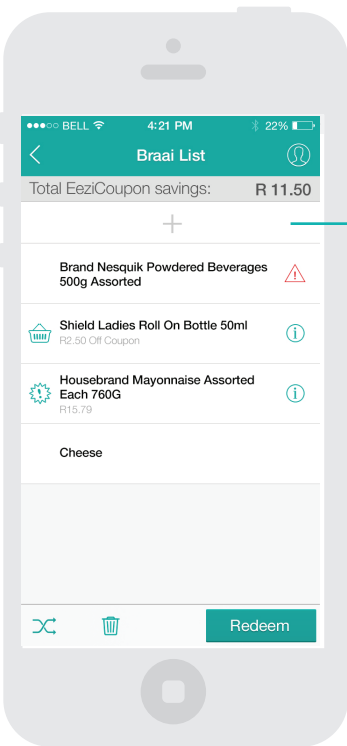 BELL 4:21 PM 22%
Braai List
Total EeziCoupon savings: R 11.50
Brand Nesquik Powdered Beverages
500g Assorted
Shield Ladies Roll On Bottle 50ml
R2.50 Off Coupon
Housebrand Mayonnaise Assorted
Each 760G
R15.79
Cheese
Redeem